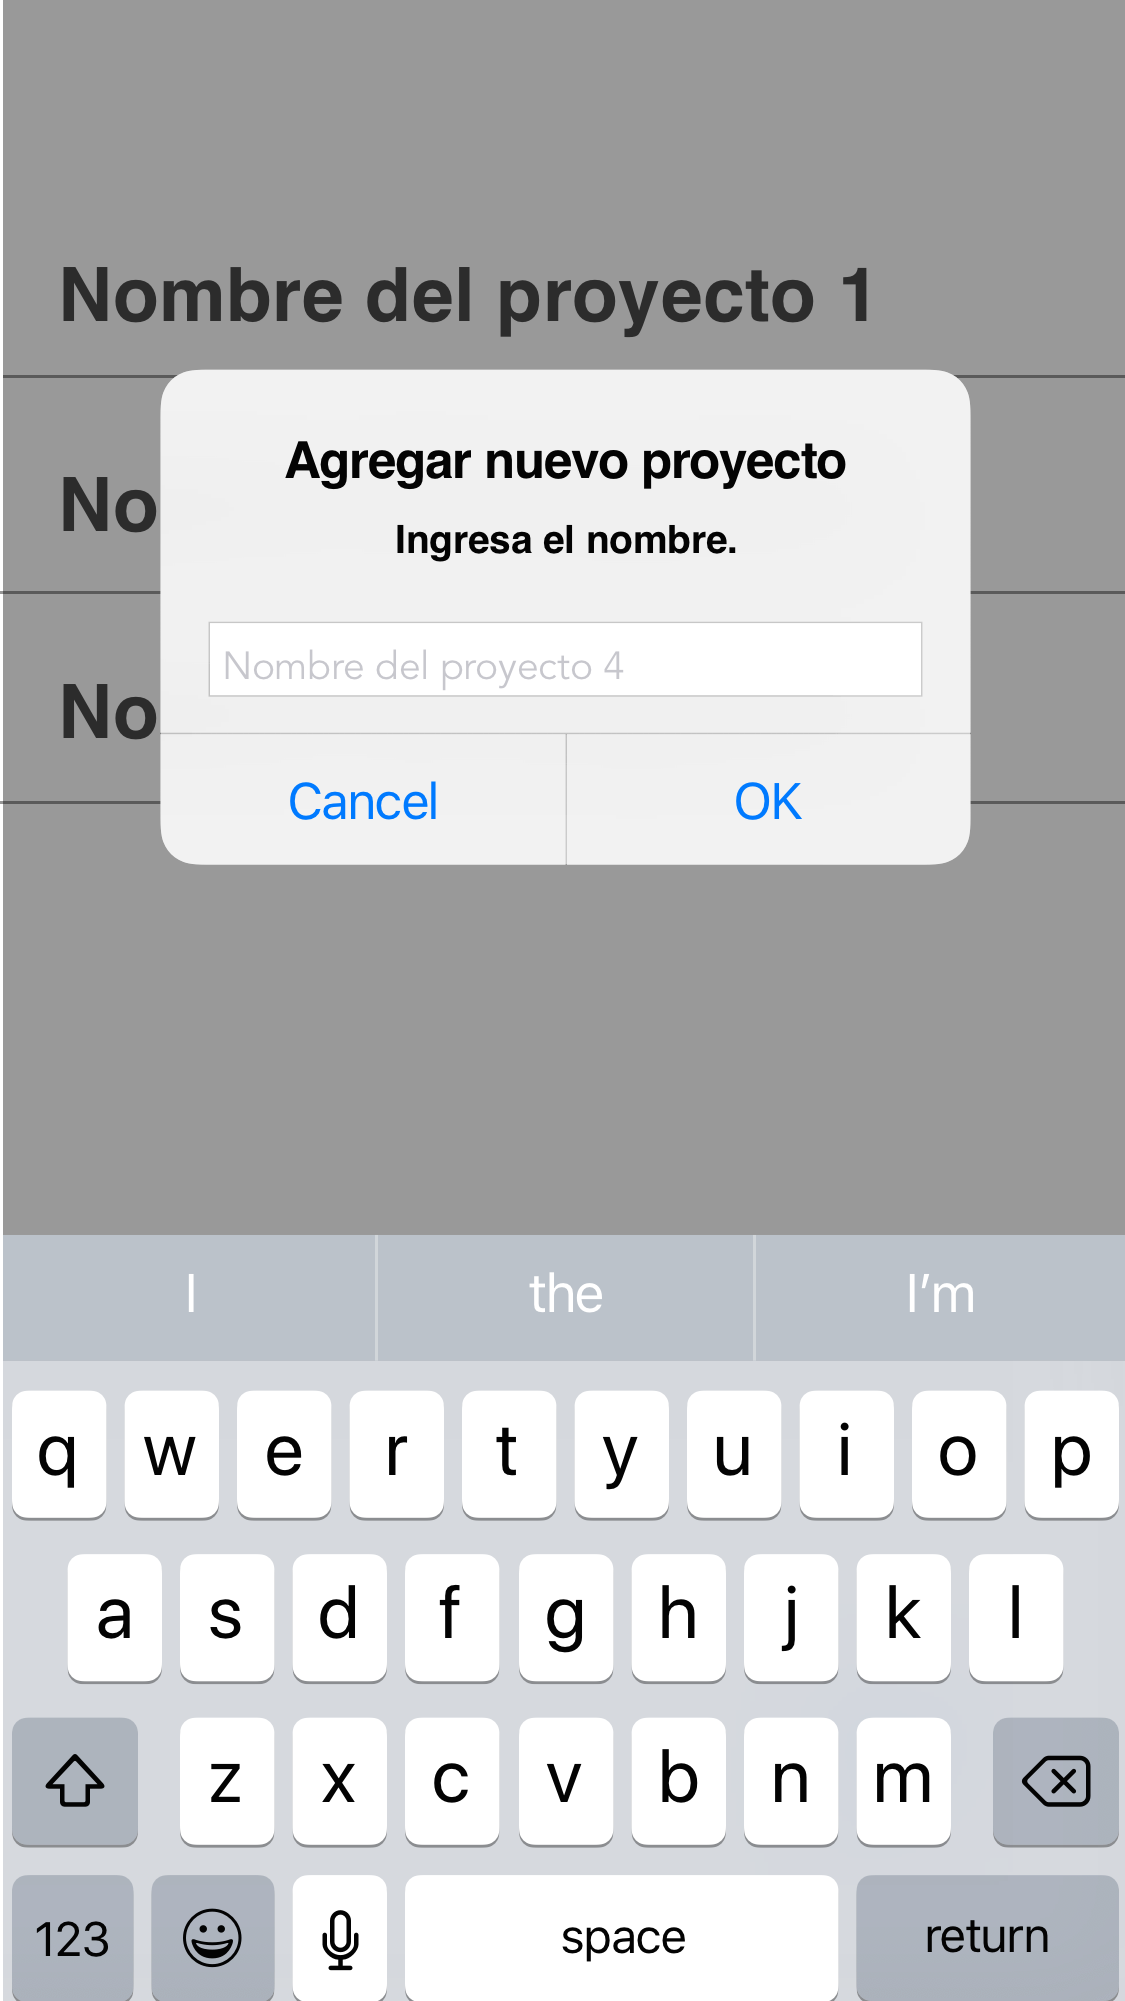 Nombre del proyecto 1
Agregar nuevo proyecto
No
Ingresa el nombre.
Nombre del proyecto 4
No
Cancel OK
I the I’m
q w e r t y u i o p
a s d f g h j k l
z x c v b n m
123 space return